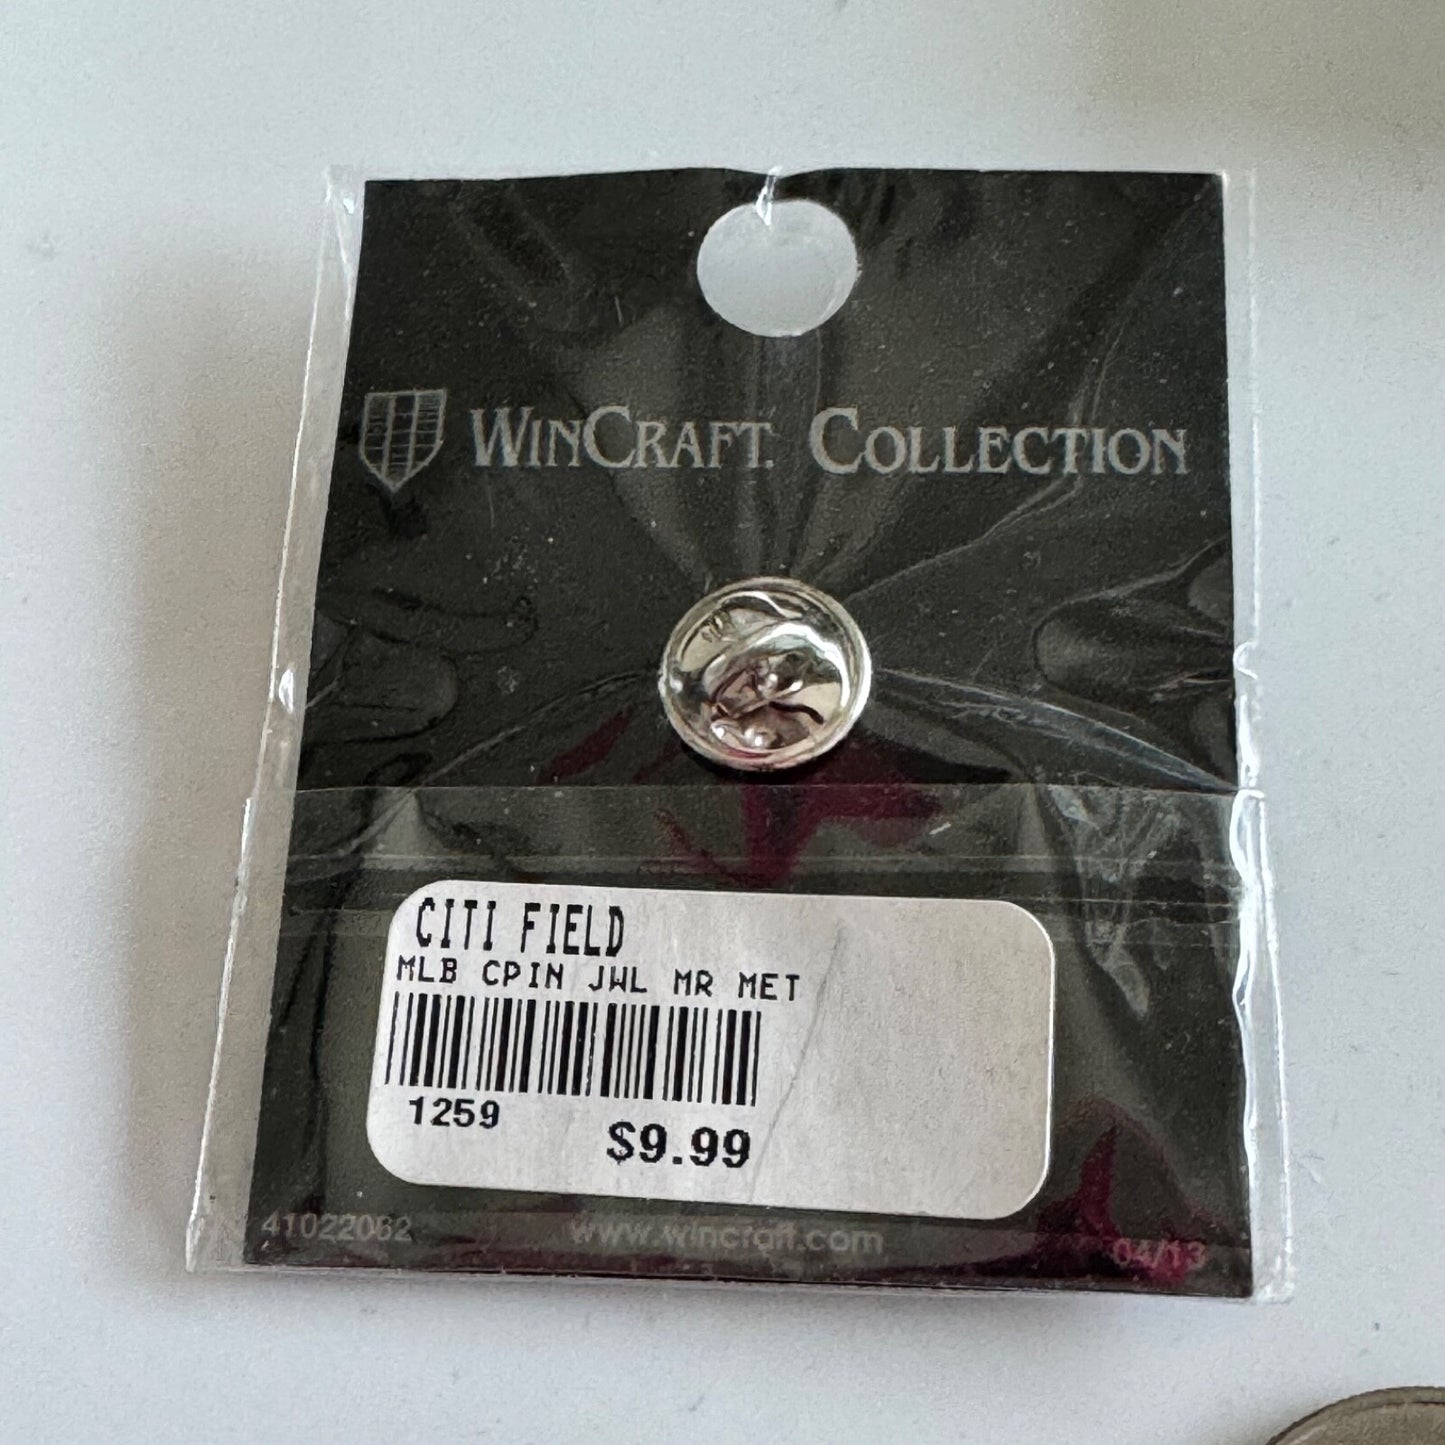 WINCRAFT. COLLECTION
CITI FIELD
MLB CPIN JWL MR MET
1259
$9.99
41022062 www.wincraft.com 04/13